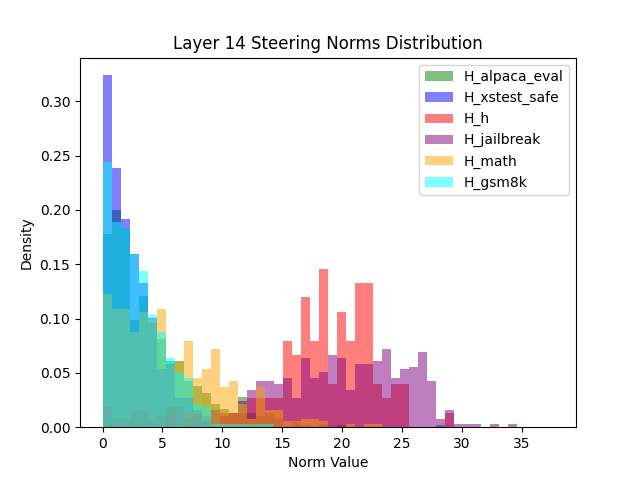 Layer 14 Steering Norms Distribution
H_alpaca_eval
H_xstest_safe
H_h
H_jailbreak
H_math
H_gsm8k
Density
0.30
0.25
0.20
0.15
0.10
0.05
0.00
0 5 10 15 20 25 30 35
Norm Value